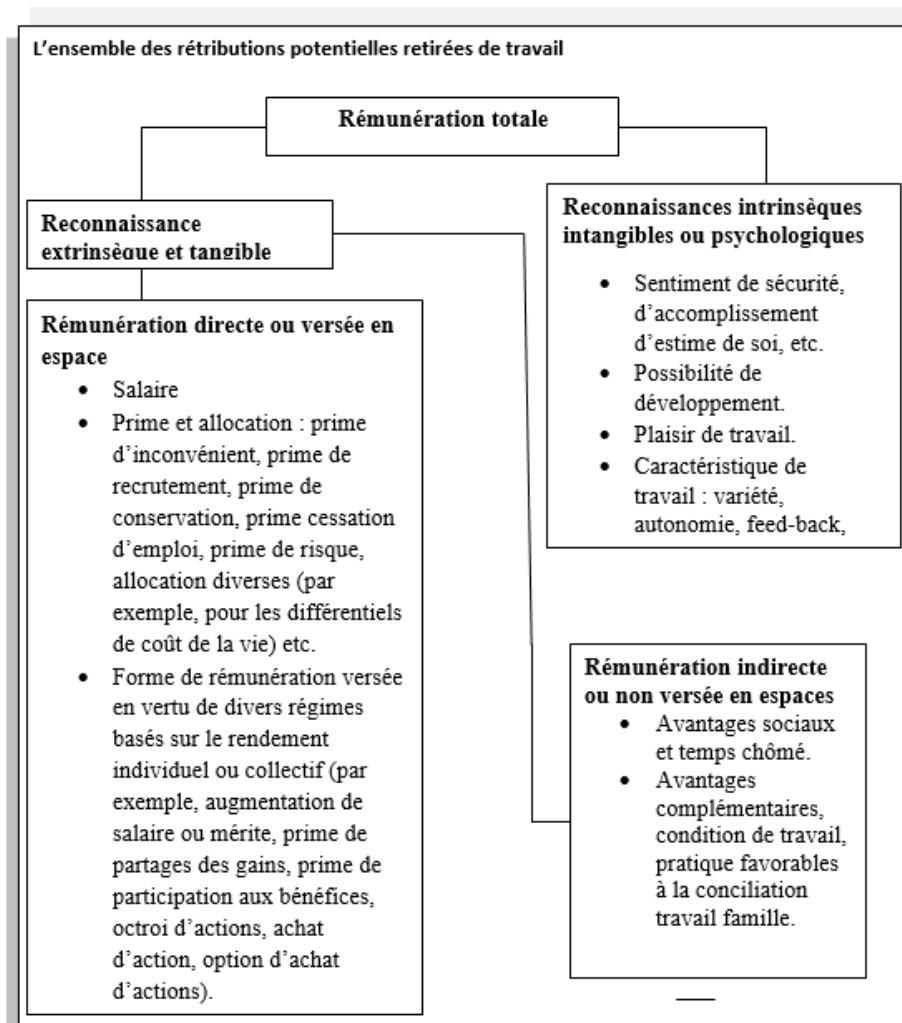 L'ensemble des rétributions potentielles retirées de travail
Rémunération totale
Reconnaissance
extrinsèque et tangible
Reconnaissances intrinsèques
intangibles ou psychologiques
• Sentiment de sécurité,
d'accomplissement
d'estime de soi, etc.
• Possibilité de
développement.
• Plaisir de travail.
• Caractéristique de
travail : variété,
autonomie, feed-back,
Rémunération directe ou versée en
espace
• Salaire
• Prime et allocation : prime
d'inconvénient, prime de
recrutement, prime de
conservation, prime cessation
d'emploi, prime de risque,
allocation diverses (par
exemple, pour les différentiels
de coût de la vie) etc.
• Forme de rémunération versée
en vertu de divers régimes
basés sur le rendement
individuel ou collectif (par
exemple, augmentation de
salaire ou mérite, prime de
partages des gains, prime de
participation aux bénéfices,
octroi d'actions, achat
d'action, option d'achat
d'actions).
Rémunération indirecte
ou non versée en espaces
• Avantages sociaux
et temps chômé.
• Avantages
complémentaires,
condition de travail,
pratique favorables
à la conciliation
travail famille.